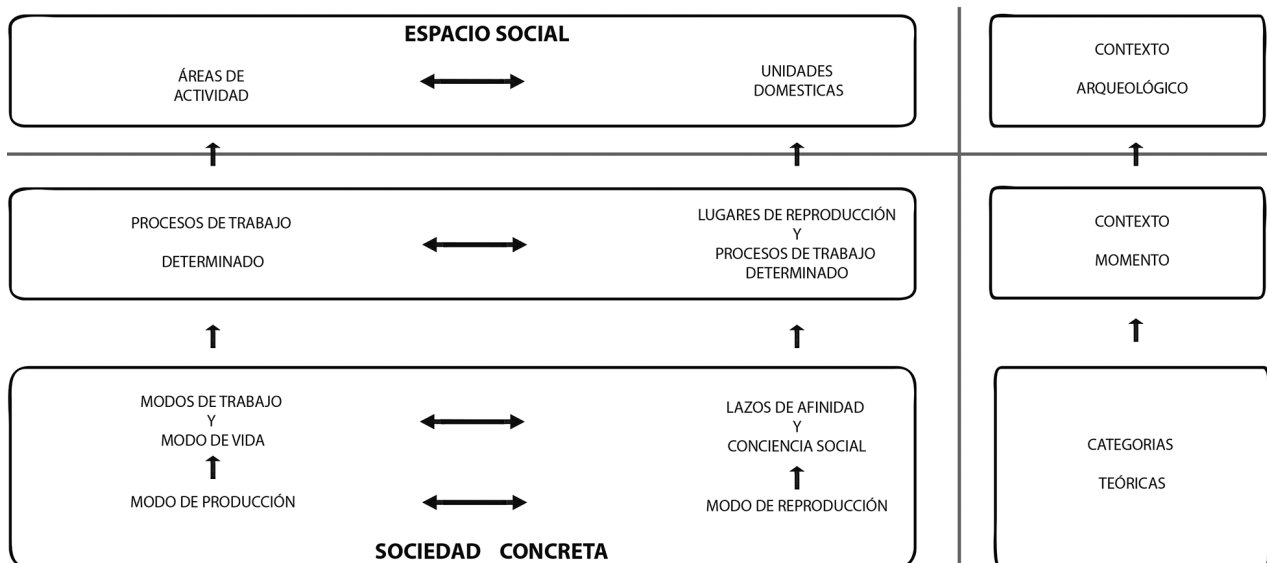 ESPACIO SOCIAL
ÁREAS DE
ACTIVIDAD
UNIDADES
DOMESTICAS
CONTEXTO
ARQUEOLÓGICO
PROCESOS DE TRABAJO
DETERMINADO
LUGARES DE REPRODUCCIÓN
Y
PROCESOS DE TRABAJO
DETERMINADO
CONTEXTO
MOMENTO
MODOS DE TRABAJO
Y
MODO DE VIDA
LAZOS DE AFINIDAD
Y
CONCIENCIA SOCIAL
MODO DE PRODUCCIÓN
MODO DE REPRODUCCIÓN
SOCIEDAD CONCRETA
CATEGORIAS
TEÓRICAS